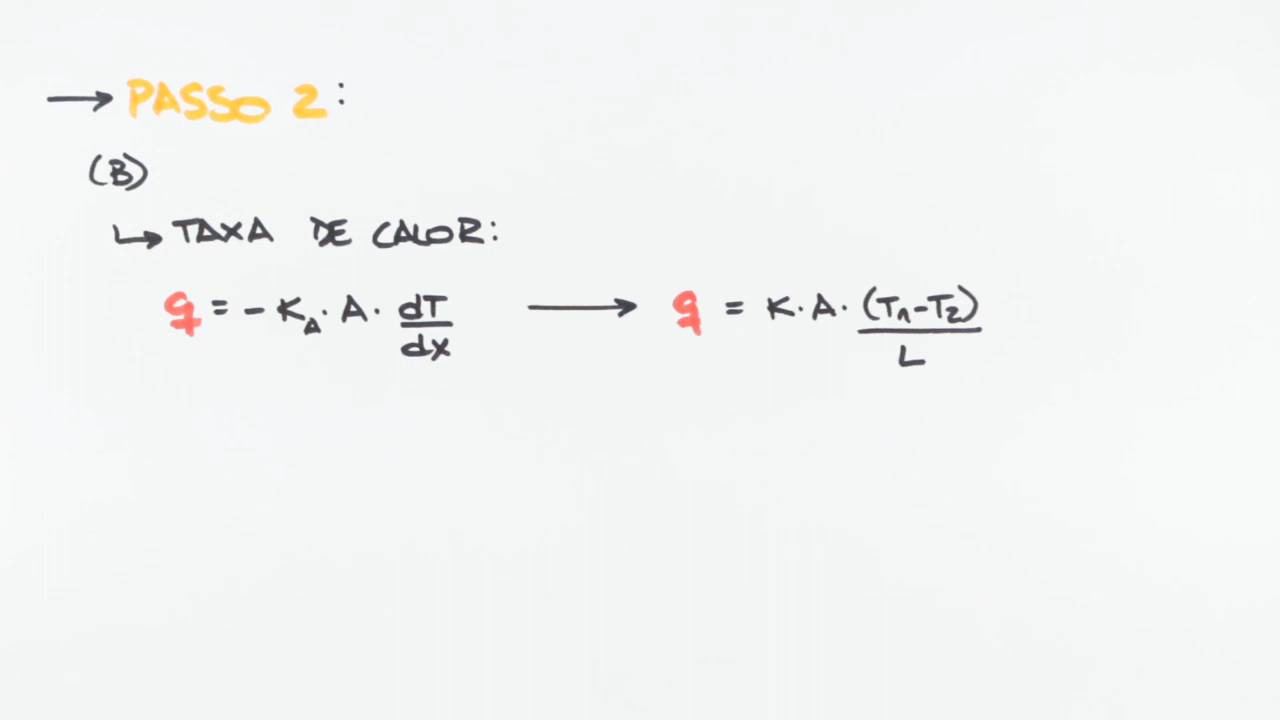 → PASSO 2:
(B)
↳ TAXA DE CALOR:
q = - K_A · A · dT/dx → q = K · A · (T1-T2)/L